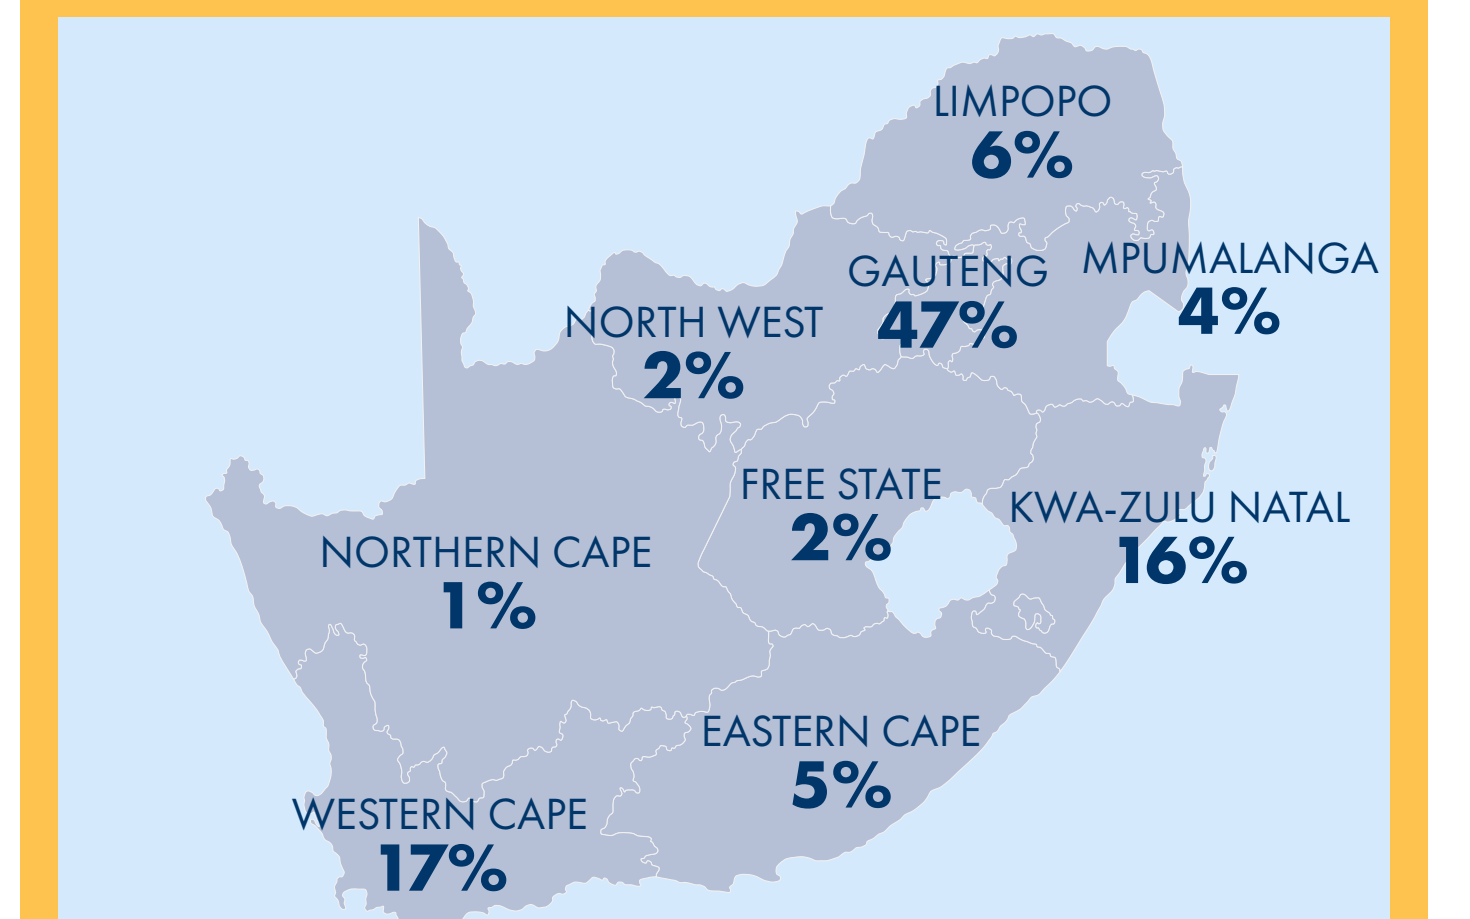 LIMPOPO
6%
MPUMALANGA
4%
GAUTENG
47%
NORTH WEST
2%
FREE STATE
2%
KWA-ZULU NATAL
16%
NORTHERN CAPE
1%
EASTERN CAPE
5%
WESTERN CAPE
17%